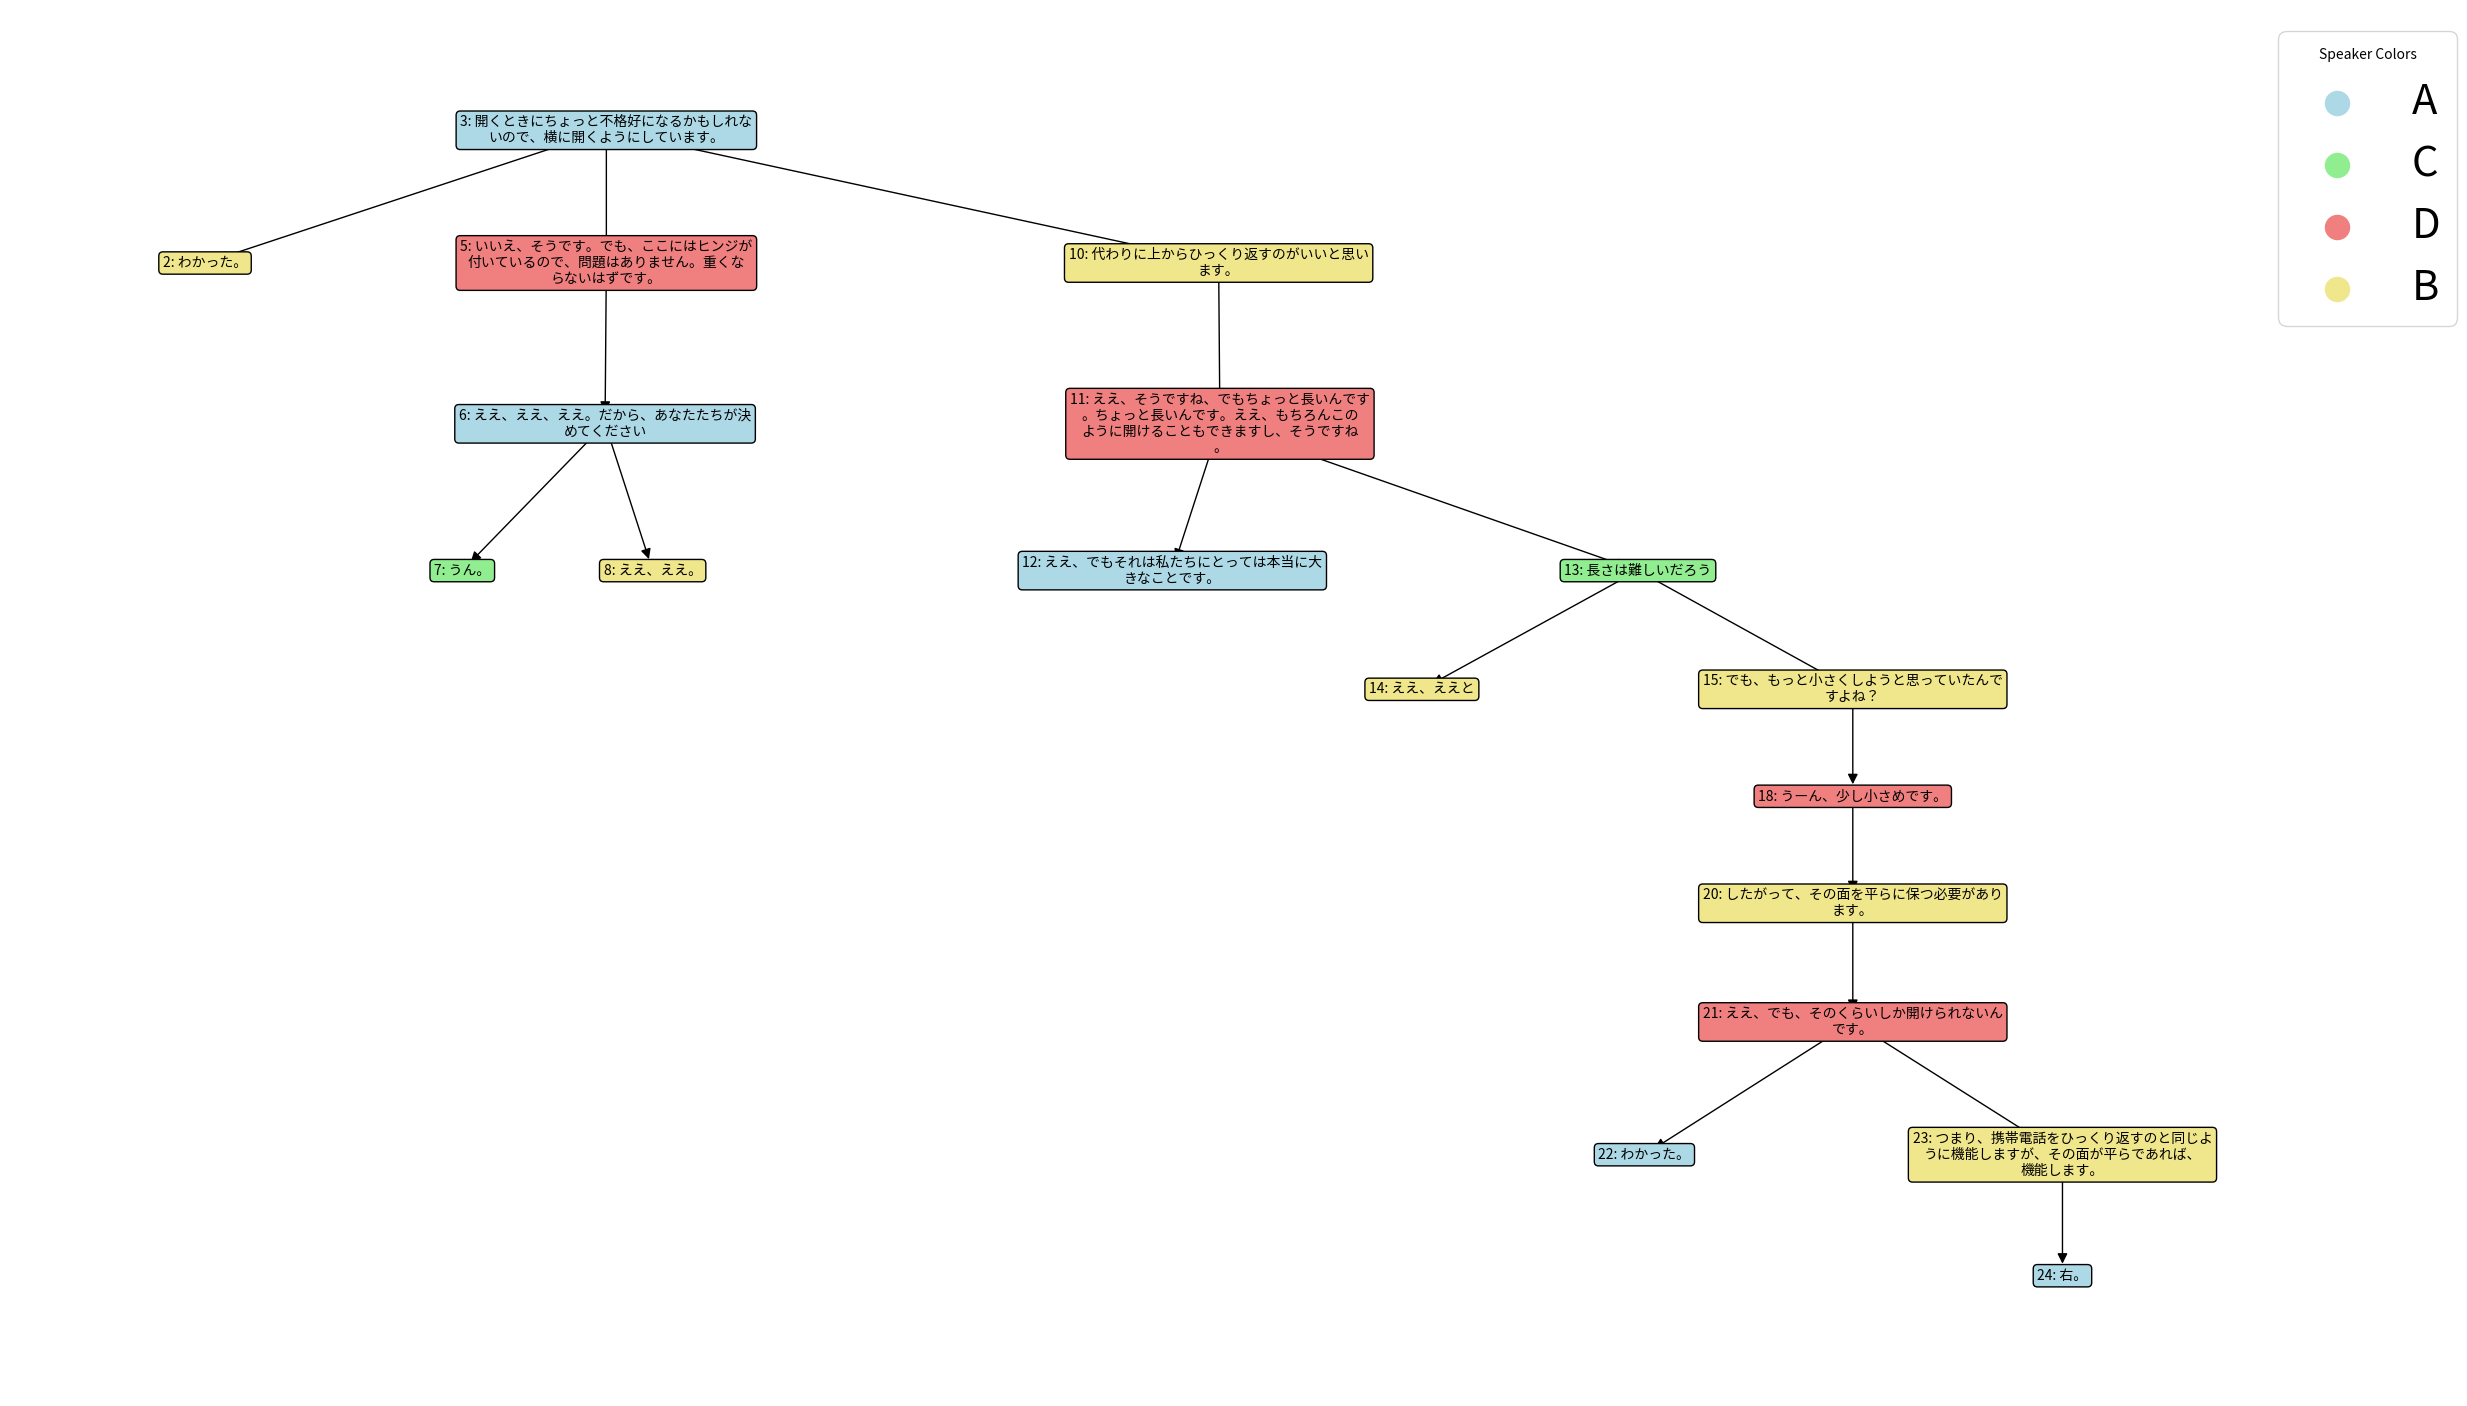 Speaker Colors
A
C
D
B
3: 開くときにちょっと不格好になるかもしれな
いので、横に開くようにしています。
2: わかった。
5: いいえ、そうです。でも、ここにはヒンジが
付いているので、問題はありません。重くな
らないはずです。
10: 代わりに上からひっくり返すのがいいと思い
ます。
6: ええ、ええ、ええ。だから、あなたたちが決
めてください
11: ええ、そうですね、でもちょっと長いんです
。ちょっと長いんです。ええ、もちろんこの
ように開けることもできますし、そうですね
。
7: うん。
8: ええ、ええ。
12: ええ、でもそれは私たちにとっては本当に大
きなことです。
13: 長さは難しいだろう
14: ええ、ええと
15: でも、もっと小さくしようと思っていたんで
すよね？
18: うーん、少し小さめです。
20: したがって、その面を平らに保つ必要があり
ます。
21: ええ、でも、そのくらいしか開けられないん
です。
22: わかった。
23: つまり、携帯電話をひっくり返すのと同じよ
うに機能しますが、その面が平らであれば、
機能します。
24: 右。